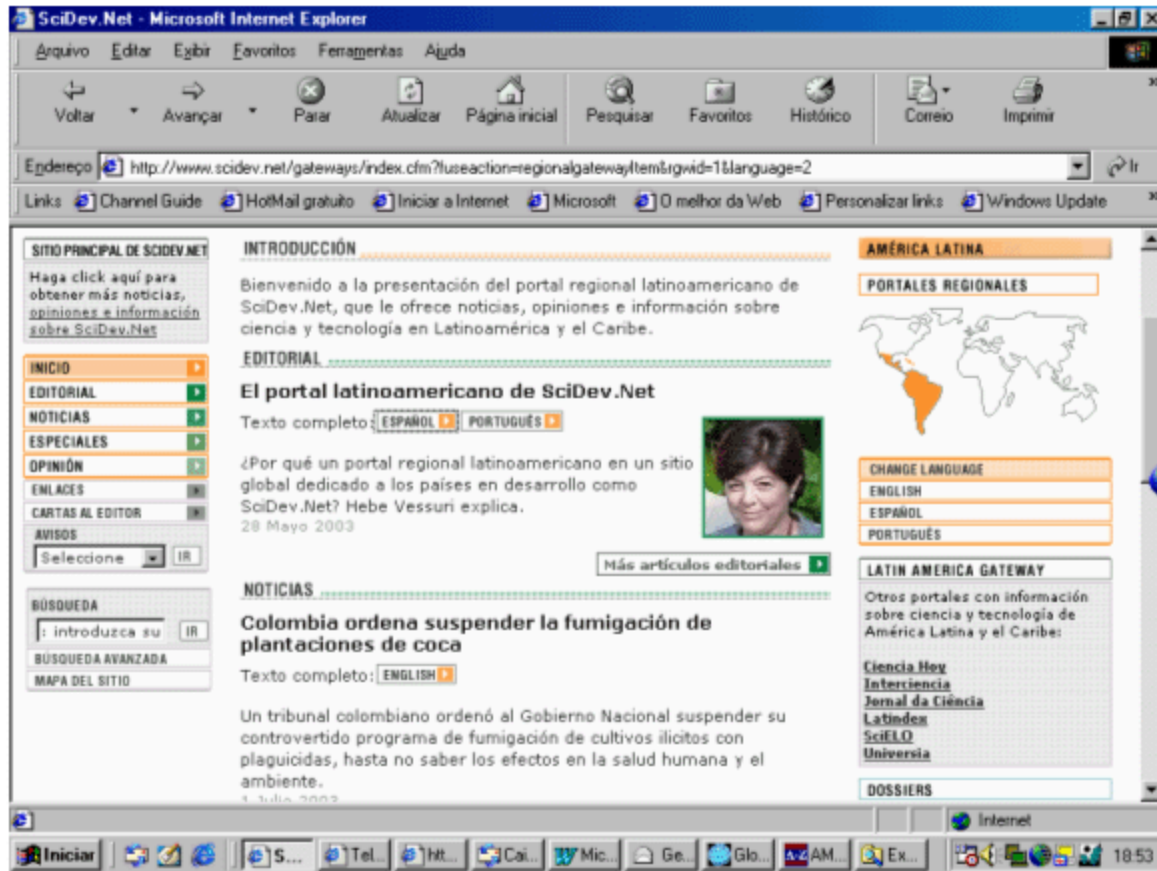 SciDev.Net - Microsoft Internet Explorer
Arquivo Editar Exibir Favoritos Ferramentas Ajuda
Voltar Avançar Parar Atualizar Página inicial Pesquisar Favoritos Histórico Correio Imprimir
Endereço http://www.scidev.net/gateways/index.cfm?fuseaction=regionalgatewayItem&rgwid=1&language=2 Ir
Links Channel Guide HotMail gratuito Iniciar a Internet Microsoft O melhor da Web Personalizar links Windows Update
SITIO PRINCIPAL DE SCIDEV.NET
Haga click aquí para
obtener más noticias,
opiniones e información
sobre SciDev.Net
INICIO
EDITORIAL
NOTICIAS
ESPECIALES
OPINIÓN
ENLACES
CARTAS AL EDITOR
AVISOS
Seleccione IR
BÚSQUEDA
: introduzca su IR
BÚSQUEDA AVANZADA
MAPA DEL SITIO
INTRODUCCIÓN
Bienvenido a la presentación del portal regional latinoamericano de
SciDev.Net, que le ofrece noticias, opiniones e información sobre
ciencia y tecnología en Latinoamérica y el Caribe.
EDITORIAL
El portal latinoamericano de SciDev.Net
Texto completo: ESPAÑOL PORTUGUÊS
¿Por qué un portal regional latinoamericano en un sitio
global dedicado a los países en desarrollo como
SciDev.Net? Hebe Vessuri explica.
28 Mayo 2003
Más artículos editoriales
NOTICIAS
Colombia ordena suspender la fumigación de
plantaciones de coca
Texto completo: ENGLISH
Un tribunal colombiano ordenó al Gobierno Nacional suspender su
controvertido programa de fumigación de cultivos ilicitos con
plaguicidas, hasta no saber los efectos en la salud humana y el
ambiente.
1 Julio 2003
AMÉRICA LATINA
PORTALES REGIONALES
CHANGE LANGUAGE
ENGLISH
ESPAÑOL
PORTUGUÊS
LATIN AMERICA GATEWAY
Otros portales con información
sobre ciencia y tecnología de
América Latina y el Caribe:
Ciencia Hoy
Interciencia
Jornal da Ciência
Latindex
SciELO
Universia
DOSSIERS
Internet
Iniciar S... Tel... htt... Cai... Mic... Ge... Glo... AM... Ex... 18:53